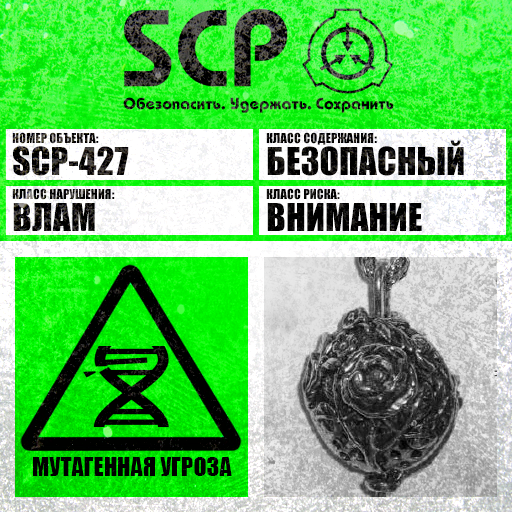 SCP
Обезопасить. Удержать. Сохранить
НОМЕР ОБЪЕКТА:
SCP-427
КЛАСС СОДЕРЖАНИЯ:
БЕЗОПАСНЫЙ
КЛАСС НАРУШЕНИЯ:
ВЛАМ
КЛАСС РИСКА:
ВНИМАНИЕ
МУТАГЕННАЯ УГРОЗА